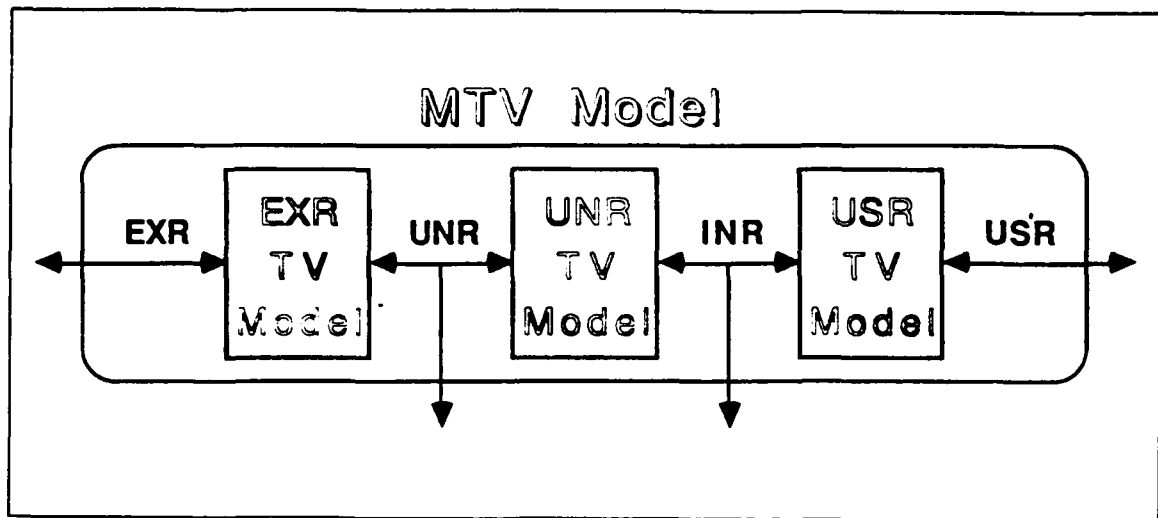 MTV Model
EXR
EXR
TV
Model
UNR
UNR
TV
Model
INR
USR
TV
Model
USR